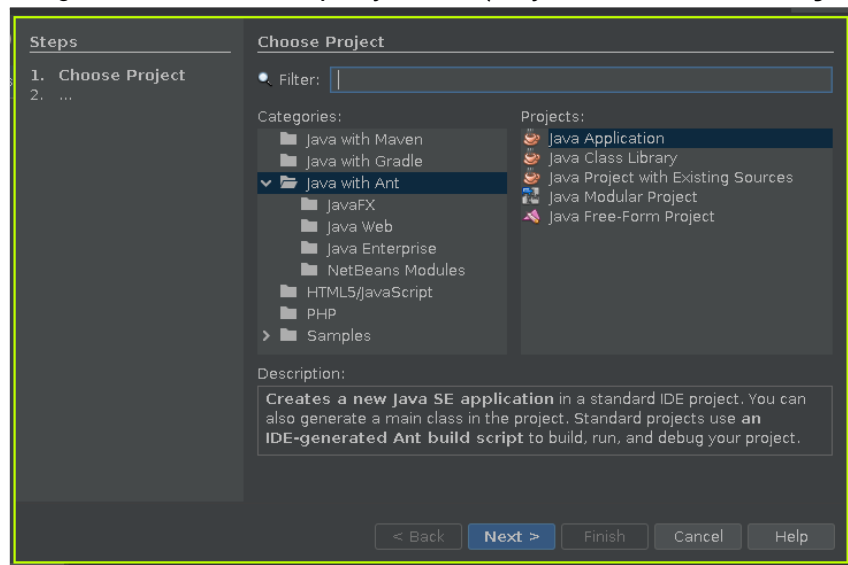 Steps
1. Choose Project
2. ...
Choose Project
Filter:
Categories:
Java with Maven
Java with Gradle
Java with Ant
JavaFX
Java Web
Java Enterprise
NetBeans Modules
HTML5/JavaScript
PHP
Samples
Projects:
Java Application
Java Class Library
Java Project with Existing Sources
Java Modular Project
Java Free-Form Project
Description:
Creates a new Java SE application in a standard IDE project. You can
also generate a main class in the project. Standard projects use an
IDE-generated Ant build script to build, run, and debug your project.
< Back
Next >
Finish
Cancel
Help